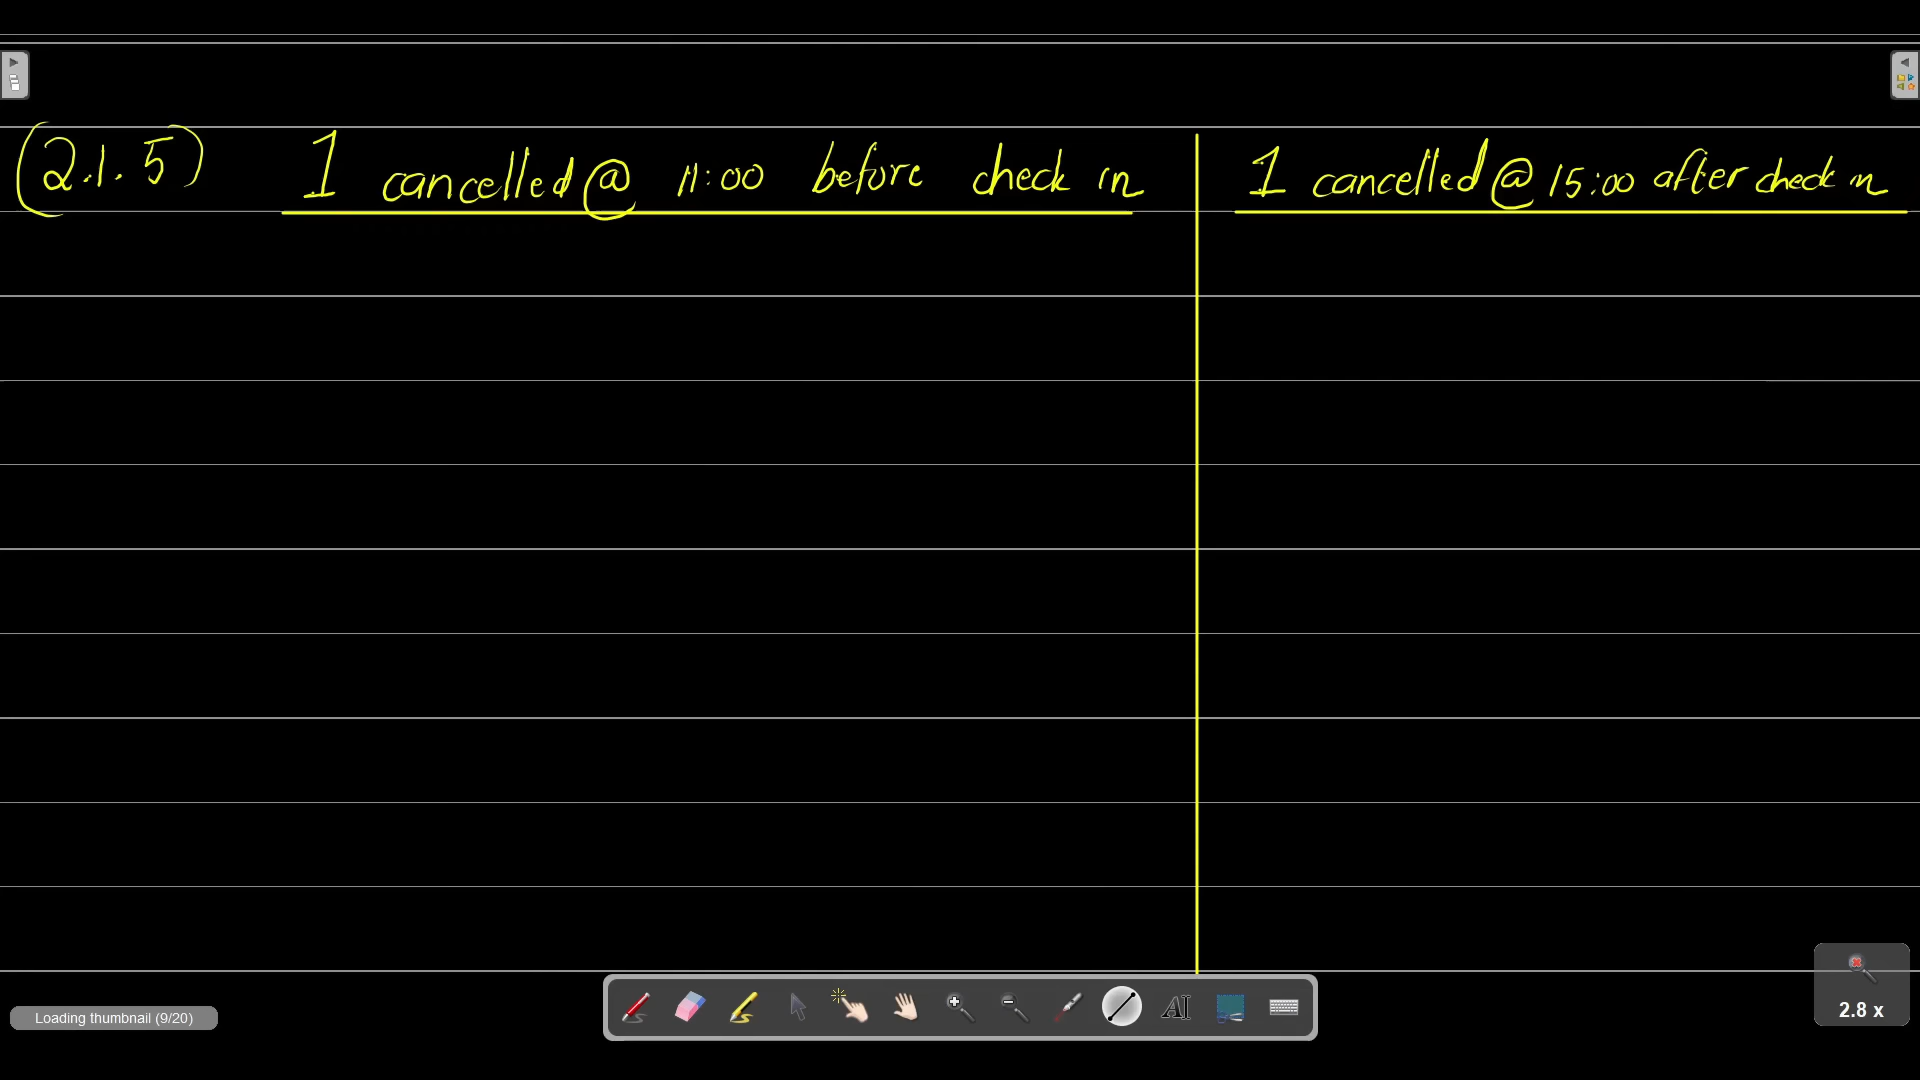 (2.1.5) 1 cancelled @ 11:00 before check in
1 cancelled @ 15:00 after check in
AI
Loading thumbnail (9/20)
2.8 x